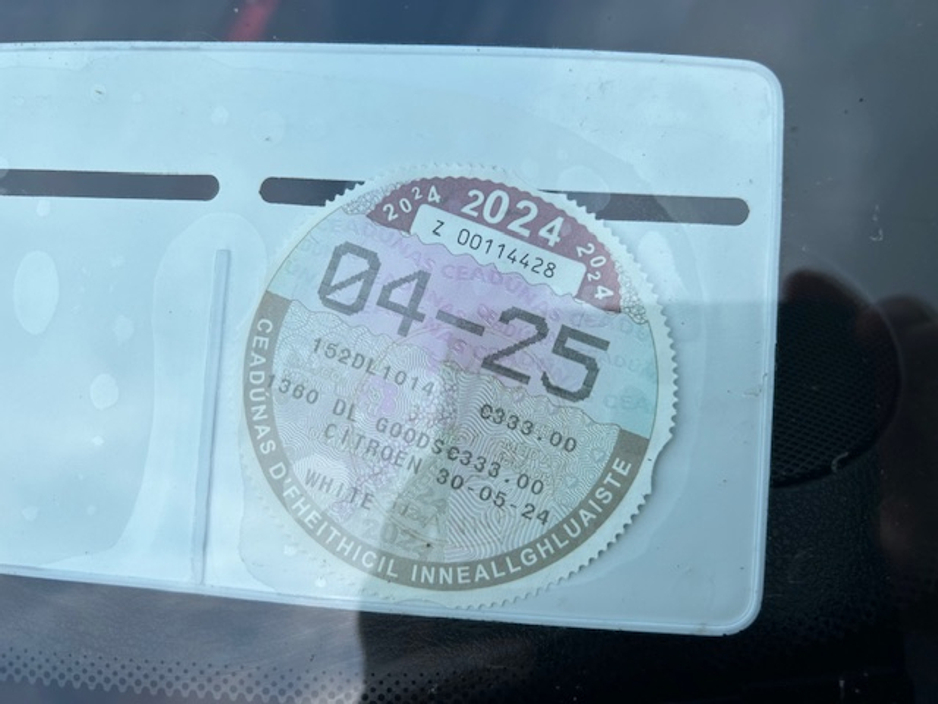 2024 2024 2024
Z 00114428
04-25
152DL1014
€333.00
1360 DL GOODS €333.00
CITROEN 30-05-24
WHITE
CEADÚNAS D'FHEITHICIL INNEALLGHLUAISTE